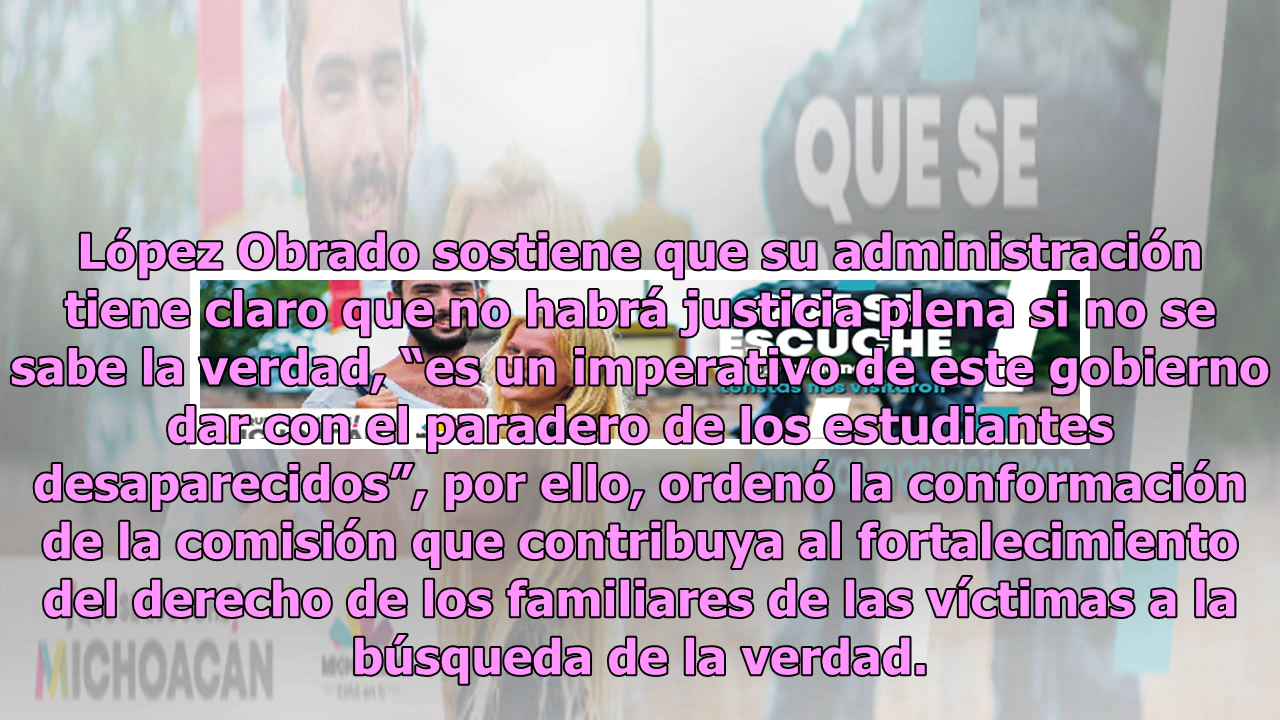 QUE SE
López Obrado sostiene que su administración
tiene claro que no habrá justicia plena si no se
ESCUCHE
sabe la verdad, “es un imperativo de este gobierno
dar con el paradero de los estudiantes
desaparecidos”, por ello, ordenó la conformación
de la comisión que contribuya al fortalecimiento
del derecho de los familiares de las víctimas a la
búsqueda de la verdad.
MICHOACÁN